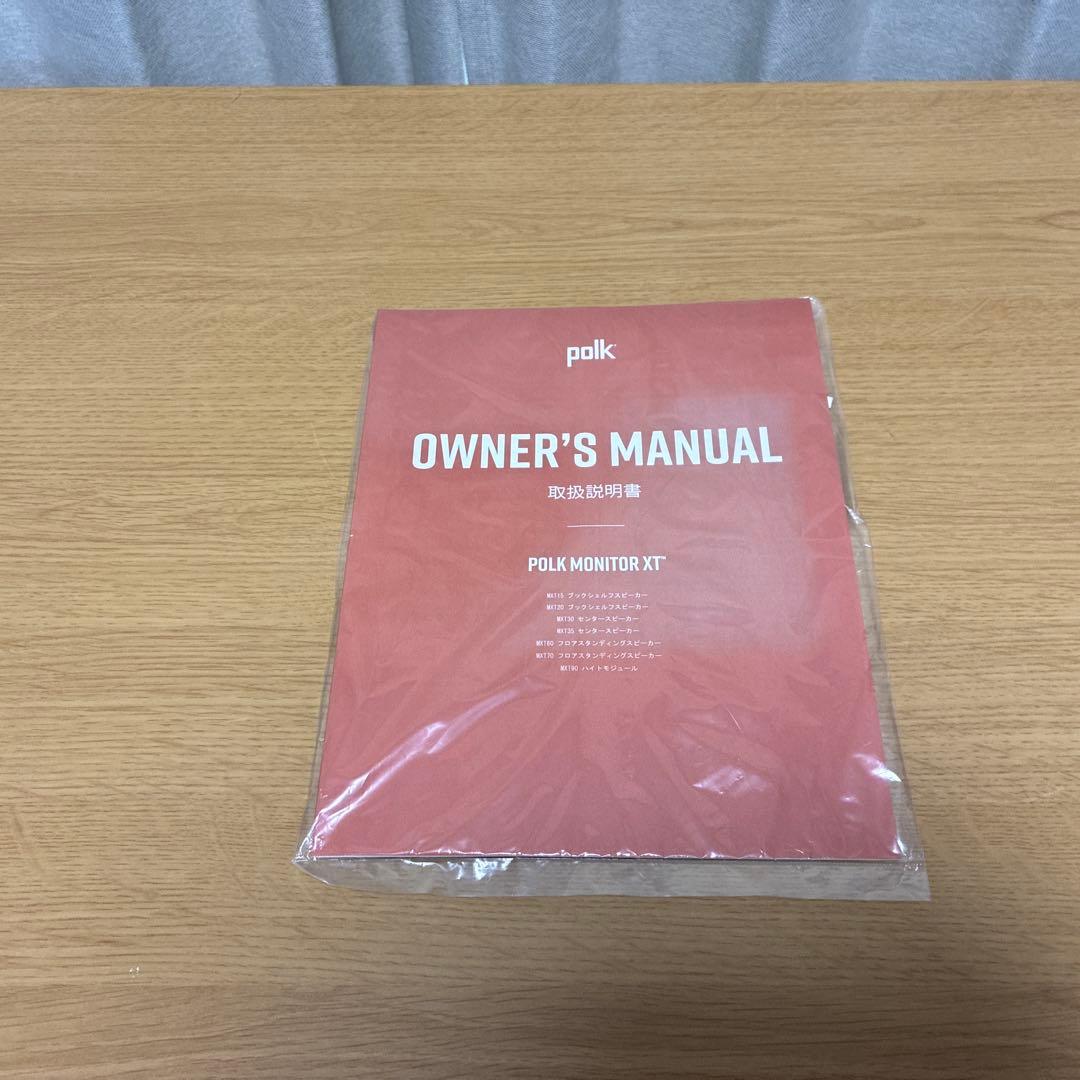 polk
OWNER'S MANUAL
取扱説明書
POLK MONITOR XT™
MXT15 ブックシェルフスピーカー
MXT20 ブックシェルフスピーカー
MXT30 センタースピーカー
MXT35 センタースピーカー
MXT60 フロアスタンディングスピーカー
MXT70 フロアスタンディングスピーカー
MXT90 ハイトモジュール